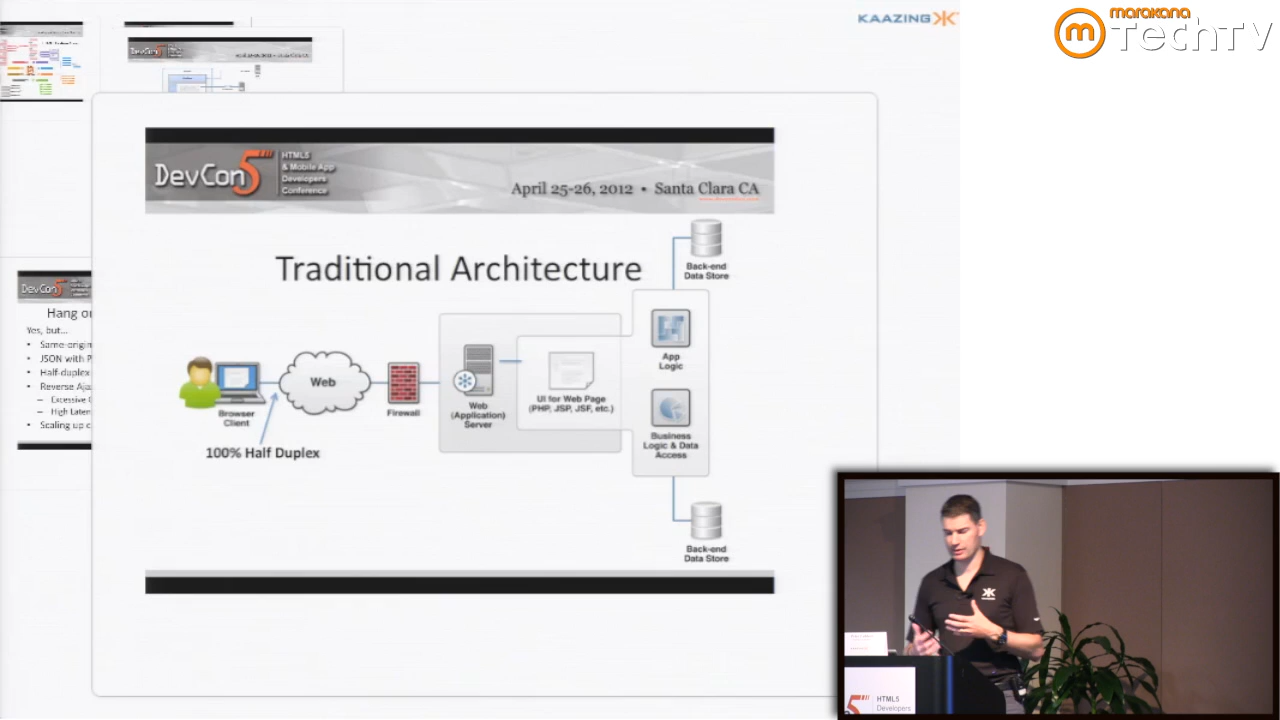 KAAZING
marakana
TechTV
DevCon5
HTML5
& Mobile App
Developers
Conference
April 25-26, 2012 • Santa Clara CA
Traditional Architecture
Back-end
Data Store
App
Logic
Web
UI for Web Page
(PHP, JSP, JSF, etc.)
Browser
Client
Firewall
Web
(Application)
Server
Business
Logic & Data
Access
100% Half Duplex
Back-end
Data Store
DevCon5
Hang o
Yes, but...
• Same-origin
• JSON with P
• Half-duplex
• Reverse Aja
– Excessive
– High Laten
• Scaling up c
HTML5
Developers